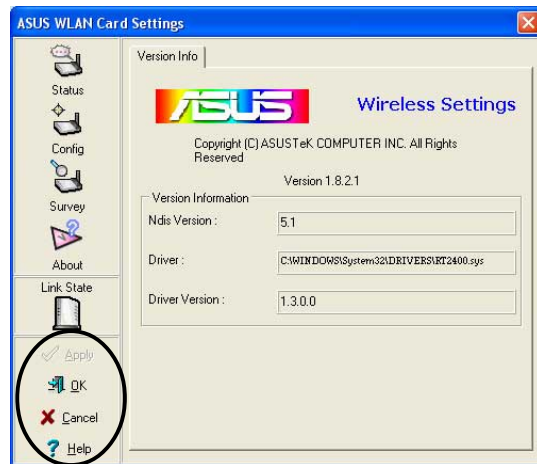 ASUS WLAN Card Settings
Status
Config
Survey
About
Link State
Apply
OK
Cancel
Help
Version Info
ASUS
Wireless Settings
Copyright (C) ASUSTeK COMPUTER INC. All Rights
Reserved
Version 1.8.2.1
Version Information
Ndis Version :
5.1
Driver :
C:\WINDOWS\System32\DRIVERS\RT2400.sys
Driver Version :
1.3.0.0